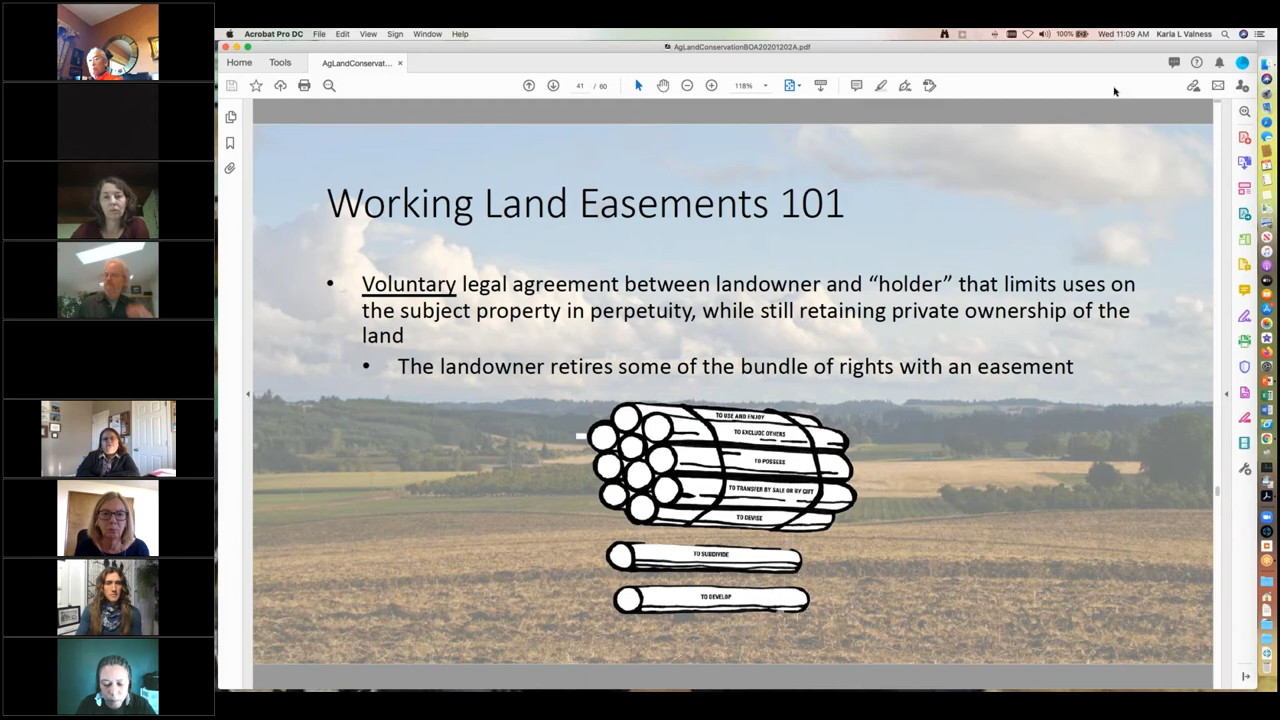 Acrobat Pro DC File Edit View Sign Window Help 100% Wed 11:09 AM Karla L Valness
AgLandConservationBOA20201202A.pdf
Home Tools AgLandConservat... ×
41 / 60 118%
Working Land Easements 101
• Voluntary legal agreement between landowner and “holder” that limits uses on
the subject property in perpetuity, while still retaining private ownership of the
land
• The landowner retires some of the bundle of rights with an easement
TO USE AND ENJOY
TO EXCLUDE OTHERS
TO POSSESS
TO TRANSFER BY SALE OR BY GIFT
TO DEVISE
TO SUBDIVIDE
TO DEVELOP